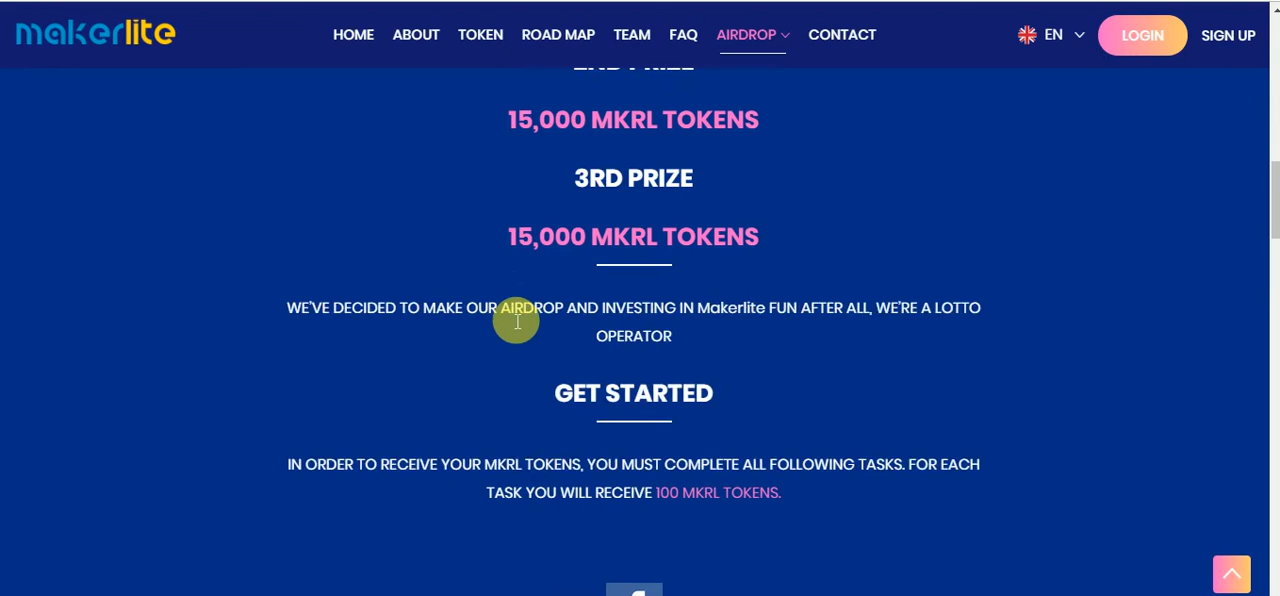 makerlite
HOME ABOUT TOKEN ROAD MAP TEAM FAQ AIRDROP CONTACT EN LOGIN SIGN UP
2ND PRIZE
15,000 MKRL TOKENS
3RD PRIZE
15,000 MKRL TOKENS
WE'VE DECIDED TO MAKE OUR AIRDROP AND INVESTING IN Makerlite FUN AFTER ALL, WE'RE A LOTTO
OPERATOR
GET STARTED
IN ORDER TO RECEIVE YOUR MKRL TOKENS, YOU MUST COMPLETE ALL FOLLOWING TASKS. FOR EACH
TASK YOU WILL RECEIVE 100 MKRL TOKENS.